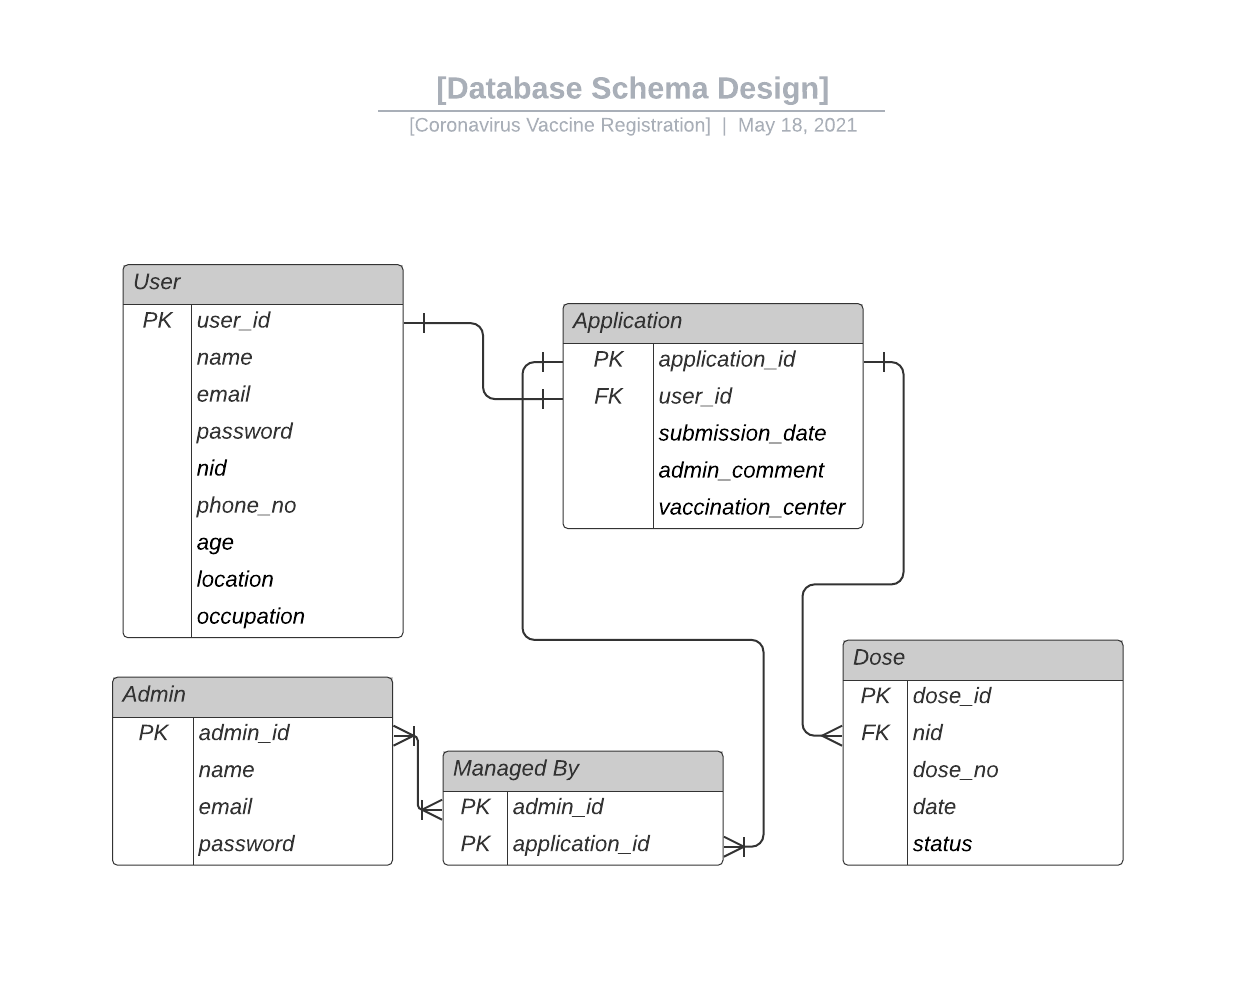 [Database Schema Design]
[Coronavirus Vaccine Registration] | May 18, 2021
User
PK user_id
name
email
password
nid
phone_no
age
location
occupation
Application
PK application_id
FK user_id
submission_date
admin_comment
vaccination_center
Admin
PK admin_id
name
email
password
Managed By
PK admin_id
PK application_id
Dose
PK dose_id
FK nid
dose_no
date
status